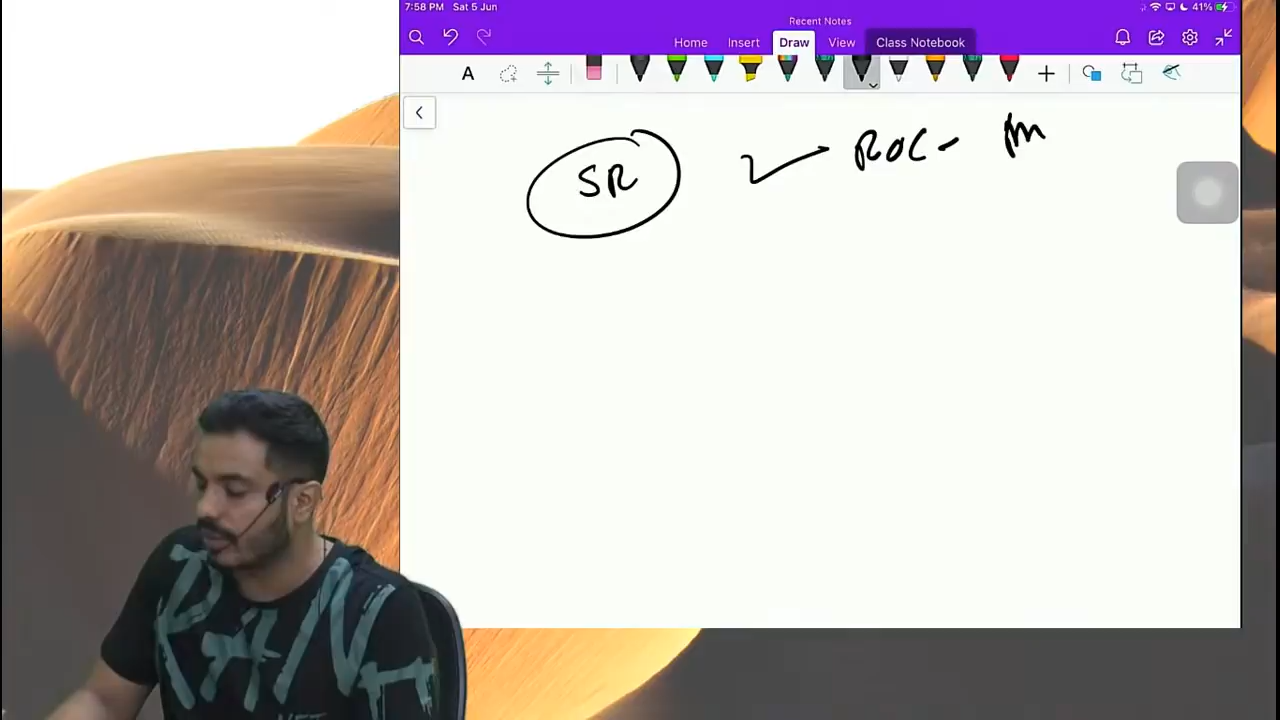 7:58 PM Sat 5 Jun 41%
Recent Notes
Home Insert Draw View Class Notebook
A
SR ROC -